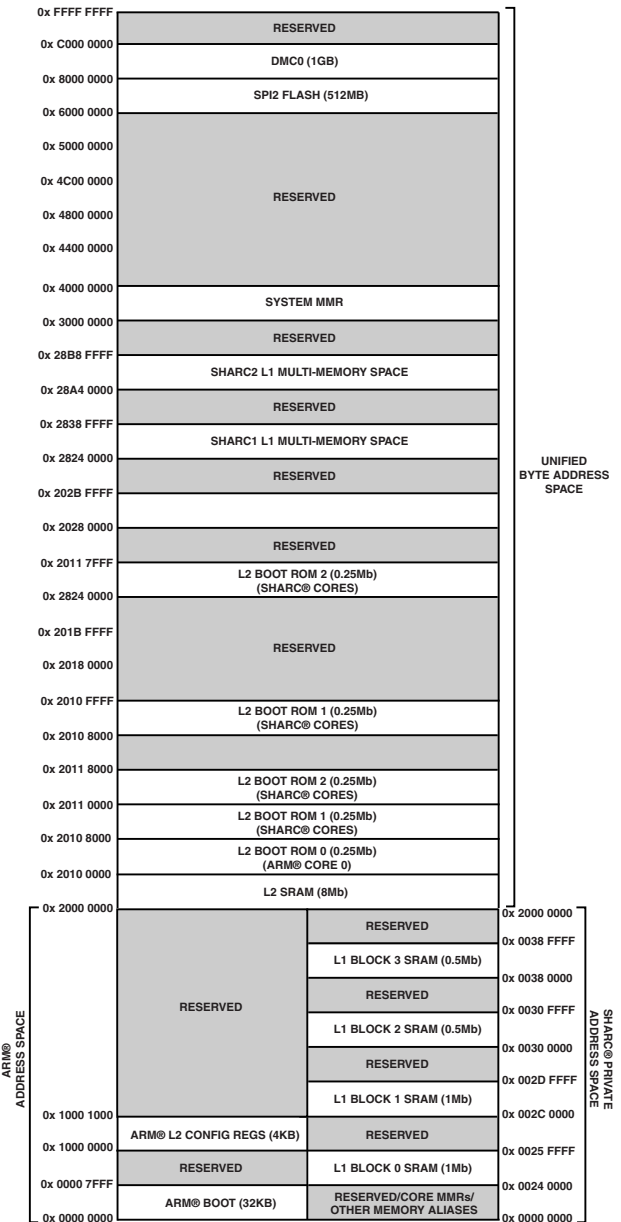 0x FFFF FFFF
RESERVED
0x C000 0000
DMC0 (1GB)
0x 8000 0000
SPI2 FLASH (512MB)
0x 6000 0000
0x 5000 0000
0x 4C00 0000
RESERVED
0x 4800 0000
0x 4400 0000
0x 4000 0000
SYSTEM MMR
0x 3000 0000
RESERVED
0x 28B8 FFFF
SHARC2 L1 MULTI-MEMORY SPACE
0x 28A4 0000
RESERVED
0x 2838 FFFF
SHARC1 L1 MULTI-MEMORY SPACE
0x 2824 0000
RESERVED
0x 202B FFFF
0x 2028 0000
RESERVED
0x 2011 7FFF
L2 BOOT ROM 2 (0.25Mb)
(SHARC® CORES)
0x 2824 0000
0x 201B FFFF
RESERVED
0x 2018 0000
0x 2010 FFFF
L2 BOOT ROM 1 (0.25Mb)
(SHARC® CORES)
0x 2010 8000
0x 2011 8000
L2 BOOT ROM 2 (0.25Mb)
(SHARC® CORES)
0x 2011 0000
L2 BOOT ROM 1 (0.25Mb)
(SHARC® CORES)
0x 2010 8000
L2 BOOT ROM 0 (0.25Mb)
(ARM® CORE 0)
0x 2010 0000
L2 SRAM (8Mb)
0x 2000 0000
UNIFIED
BYTE ADDRESS
SPACE
ARM®
ADDRESS SPACE
RESERVED
0x 1000 1000
ARM® L2 CONFIG REGS (4KB)
0x 1000 0000
RESERVED
0x 0000 7FFF
ARM® BOOT (32KB)
0x 0000 0000
0x 2000 0000
RESERVED
0x 0038 FFFF
L1 BLOCK 3 SRAM (0.5Mb)
0x 0038 0000
RESERVED
0x 0030 FFFF
L1 BLOCK 2 SRAM (0.5Mb)
0x 0030 0000
RESERVED
0x 002D FFFF
L1 BLOCK 1 SRAM (1Mb)
0x 002C 0000
RESERVED
0x 0025 FFFF
L1 BLOCK 0 SRAM (1Mb)
0x 0024 0000
RESERVED/CORE MMRs/
OTHER MEMORY ALIASES
0x 0000 0000
SHARC® PRIVATE
ADDRESS SPACE